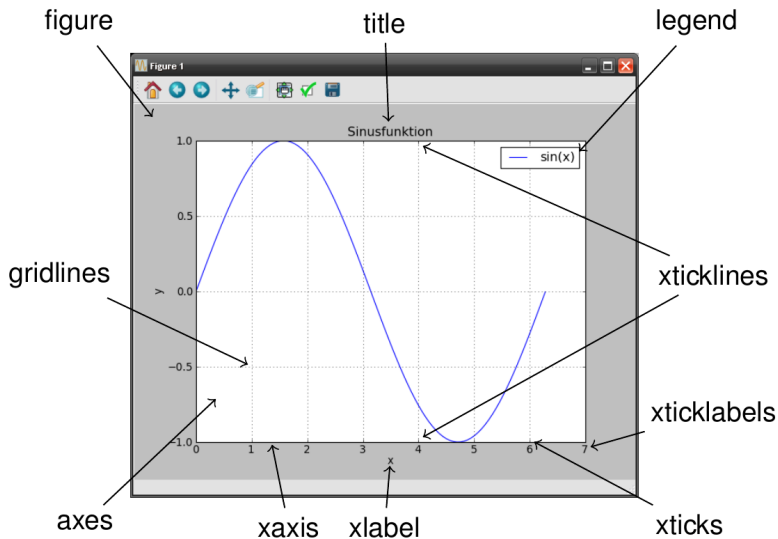 figure
title
legend
Figure 1
Sinusfunktion
1.0
sin(x)
0.5
gridlines
xticklines
y
0.0
−0.5
xticklabels
−1.0
0 1 2 3 4 5 6 7
x
axes
xaxis
xlabel
xticks